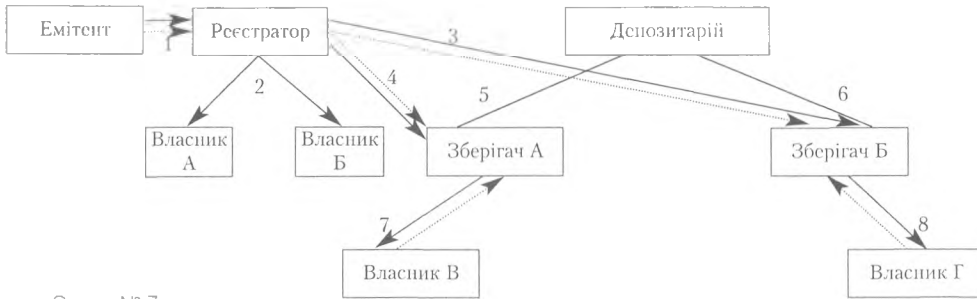 Емітент
1
Реєстратор
3
Депозитарій
2
4
5
6
Власник
А
Власник
Б
Зберігач А
Зберігач Б
7
8
Власник В
Власник Г